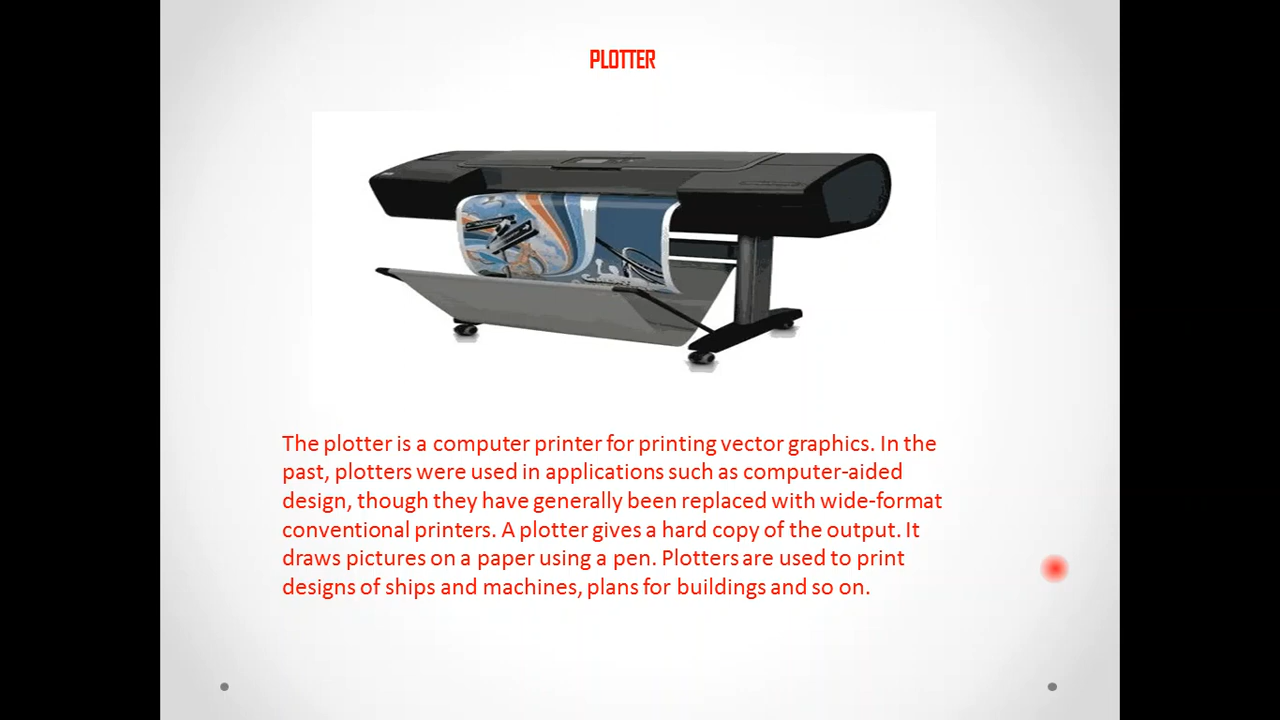 PLOTTER
The plotter is a computer printer for printing vector graphics. In the
past, plotters were used in applications such as computer-aided
design, though they have generally been replaced with wide-format
conventional printers. A plotter gives a hard copy of the output. It
draws pictures on a paper using a pen. Plotters are used to print
designs of ships and machines, plans for buildings and so on.